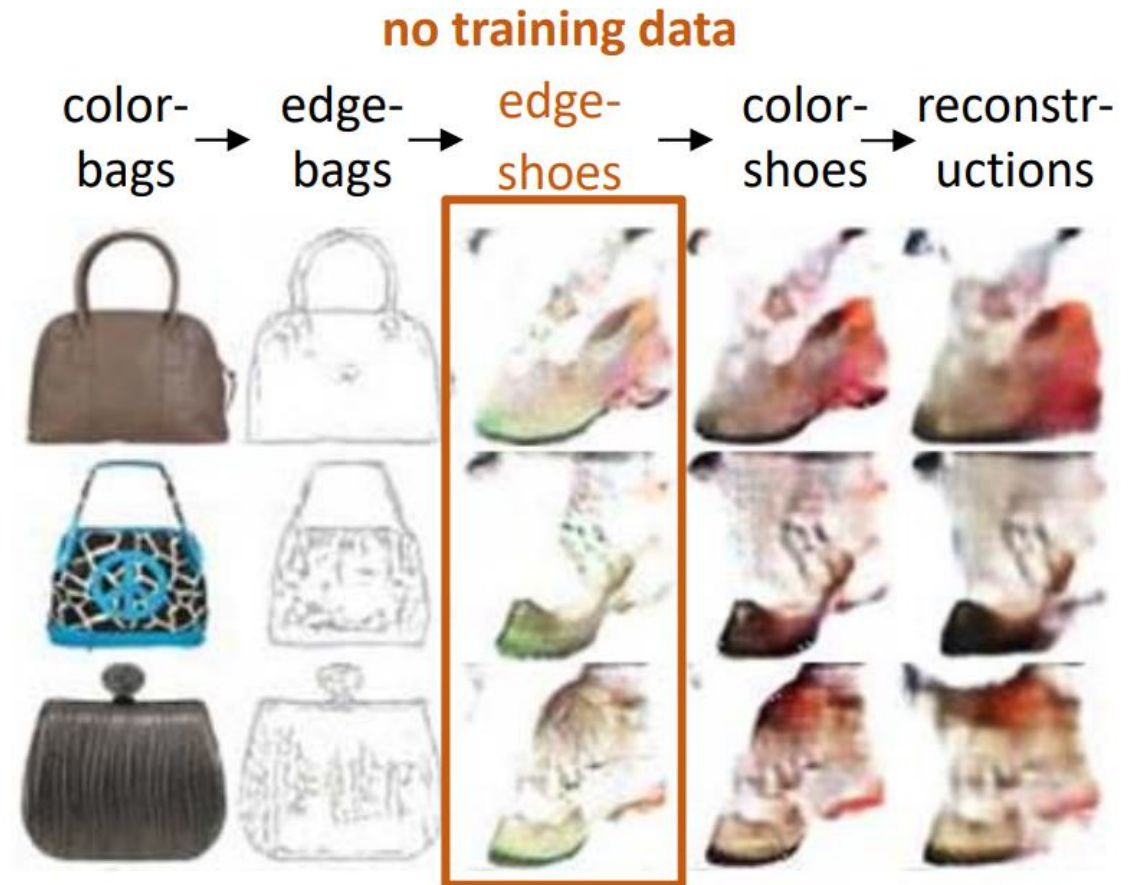 no training data
color- edge- edge- color- reconstr-
bags → bags → shoes → shoes → uctions